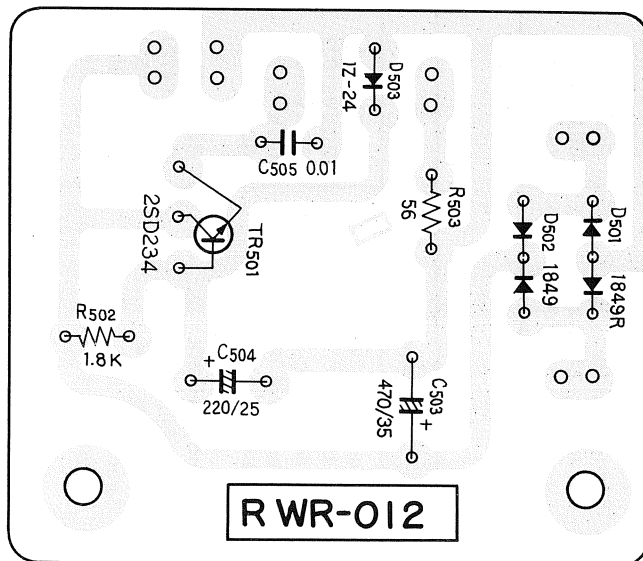 D503
1Z-24
C505 0.01
R503
56
2SD234
TR501
D502
1849
D501
1849R
R502
1.8K
+ C504
220/25
C503
470/35 +
RWR-012